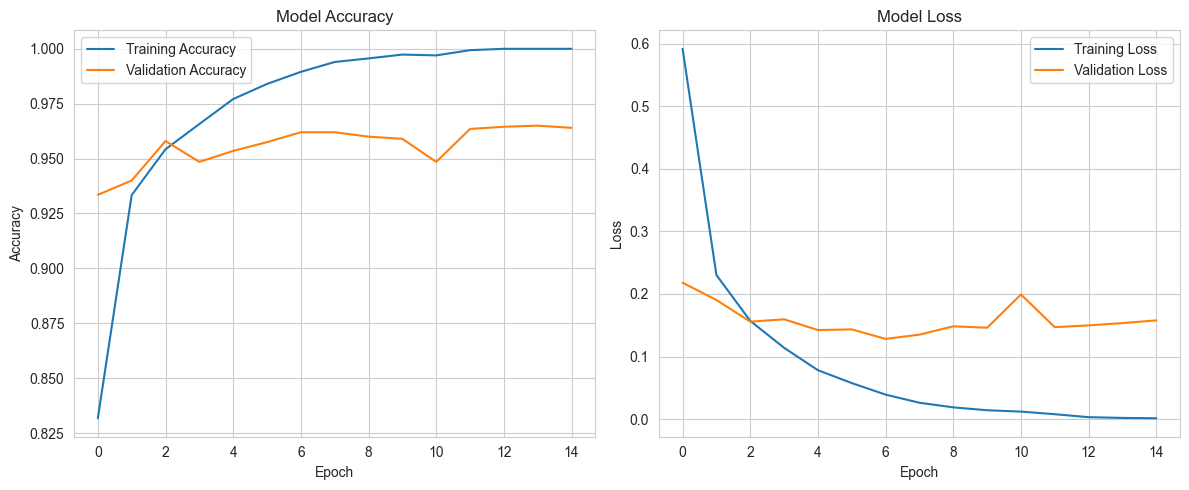 Model Accuracy
Training Accuracy
Validation Accuracy
1.000
0.975
0.950
0.925
0.900
0.875
0.850
0.825
Accuracy
0 2 4 6 8 10 12 14
Epoch
Model Loss
Training Loss
Validation Loss
0.6
0.5
0.4
0.3
0.2
0.1
0.0
Loss
0 2 4 6 8 10 12 14
Epoch